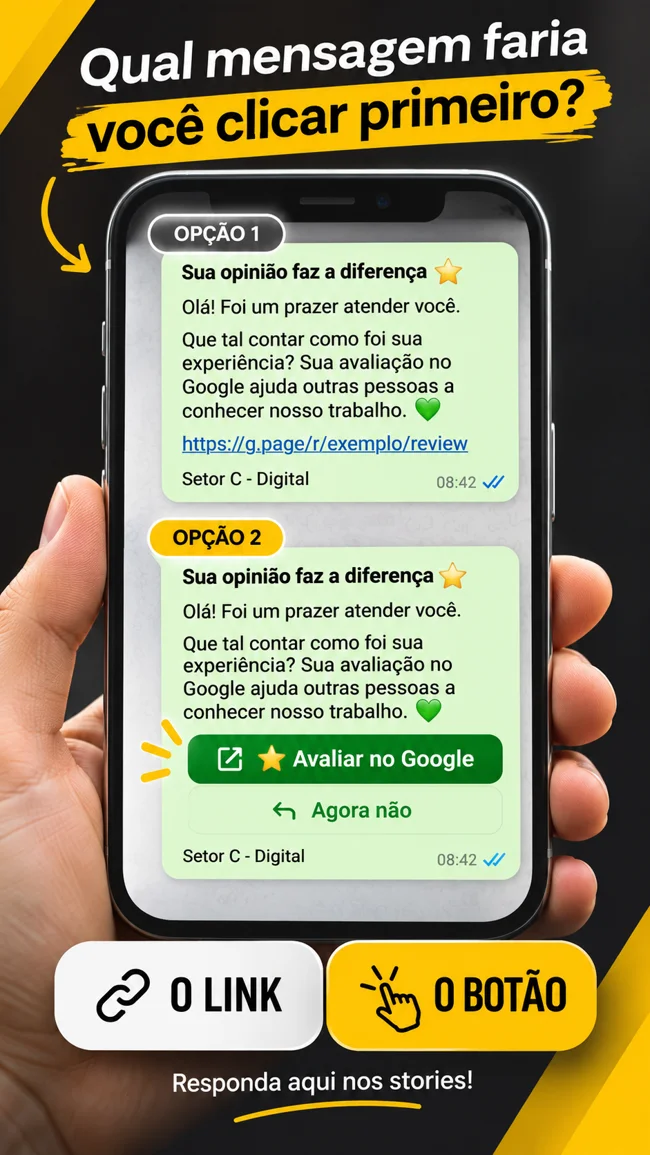 Qual mensagem faria
você clicar primeiro?
OPÇÃO 1
Sua opinião faz a diferença ⭐
Olá! Foi um prazer atender você.
Que tal contar como foi sua
experiência? Sua avaliação no
Google ajuda outras pessoas a
conhecer nosso trabalho. 💚
https://g.page/r/exemplo/review
Setor C - Digital
08:42
OPÇÃO 2
Sua opinião faz a diferença ⭐
Olá! Foi um prazer atender você.
Que tal contar como foi sua
experiência? Sua avaliação no
Google ajuda outras pessoas a
conhecer nosso trabalho. 💚
⭐ Avaliar no Google
Agora não
Setor C - Digital
08:42
O LINK
O BOTÃO
Responda aqui nos stories!